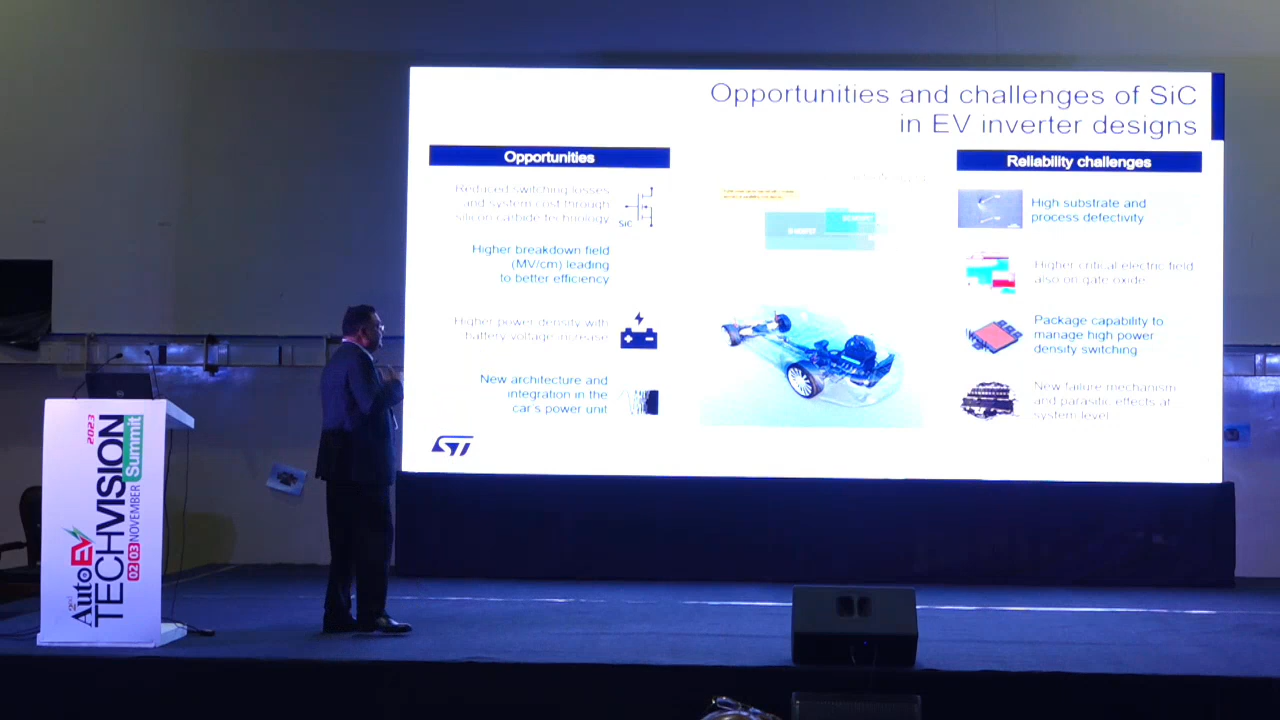 Opportunities and challenges of SiC
in EV inverter designs
Opportunities
Reduced switching losses
and system cost through
silicon carbide technology
SiC
Higher breakdown field
(MV/cm) leading
to better efficiency
Higher power density with
battery voltage increase
New architecture and
integration in the
car's power unit
Reliability challenges
High substrate and
process defectivity
Higher critical electric field
also on gate oxide
Package capability to
manage high power
density switching
New failure mechanism
and parasitic effects at
system level
ST
2nd AutoEV
TECHVISION
Summit
2023
02 03 NOVEMBER